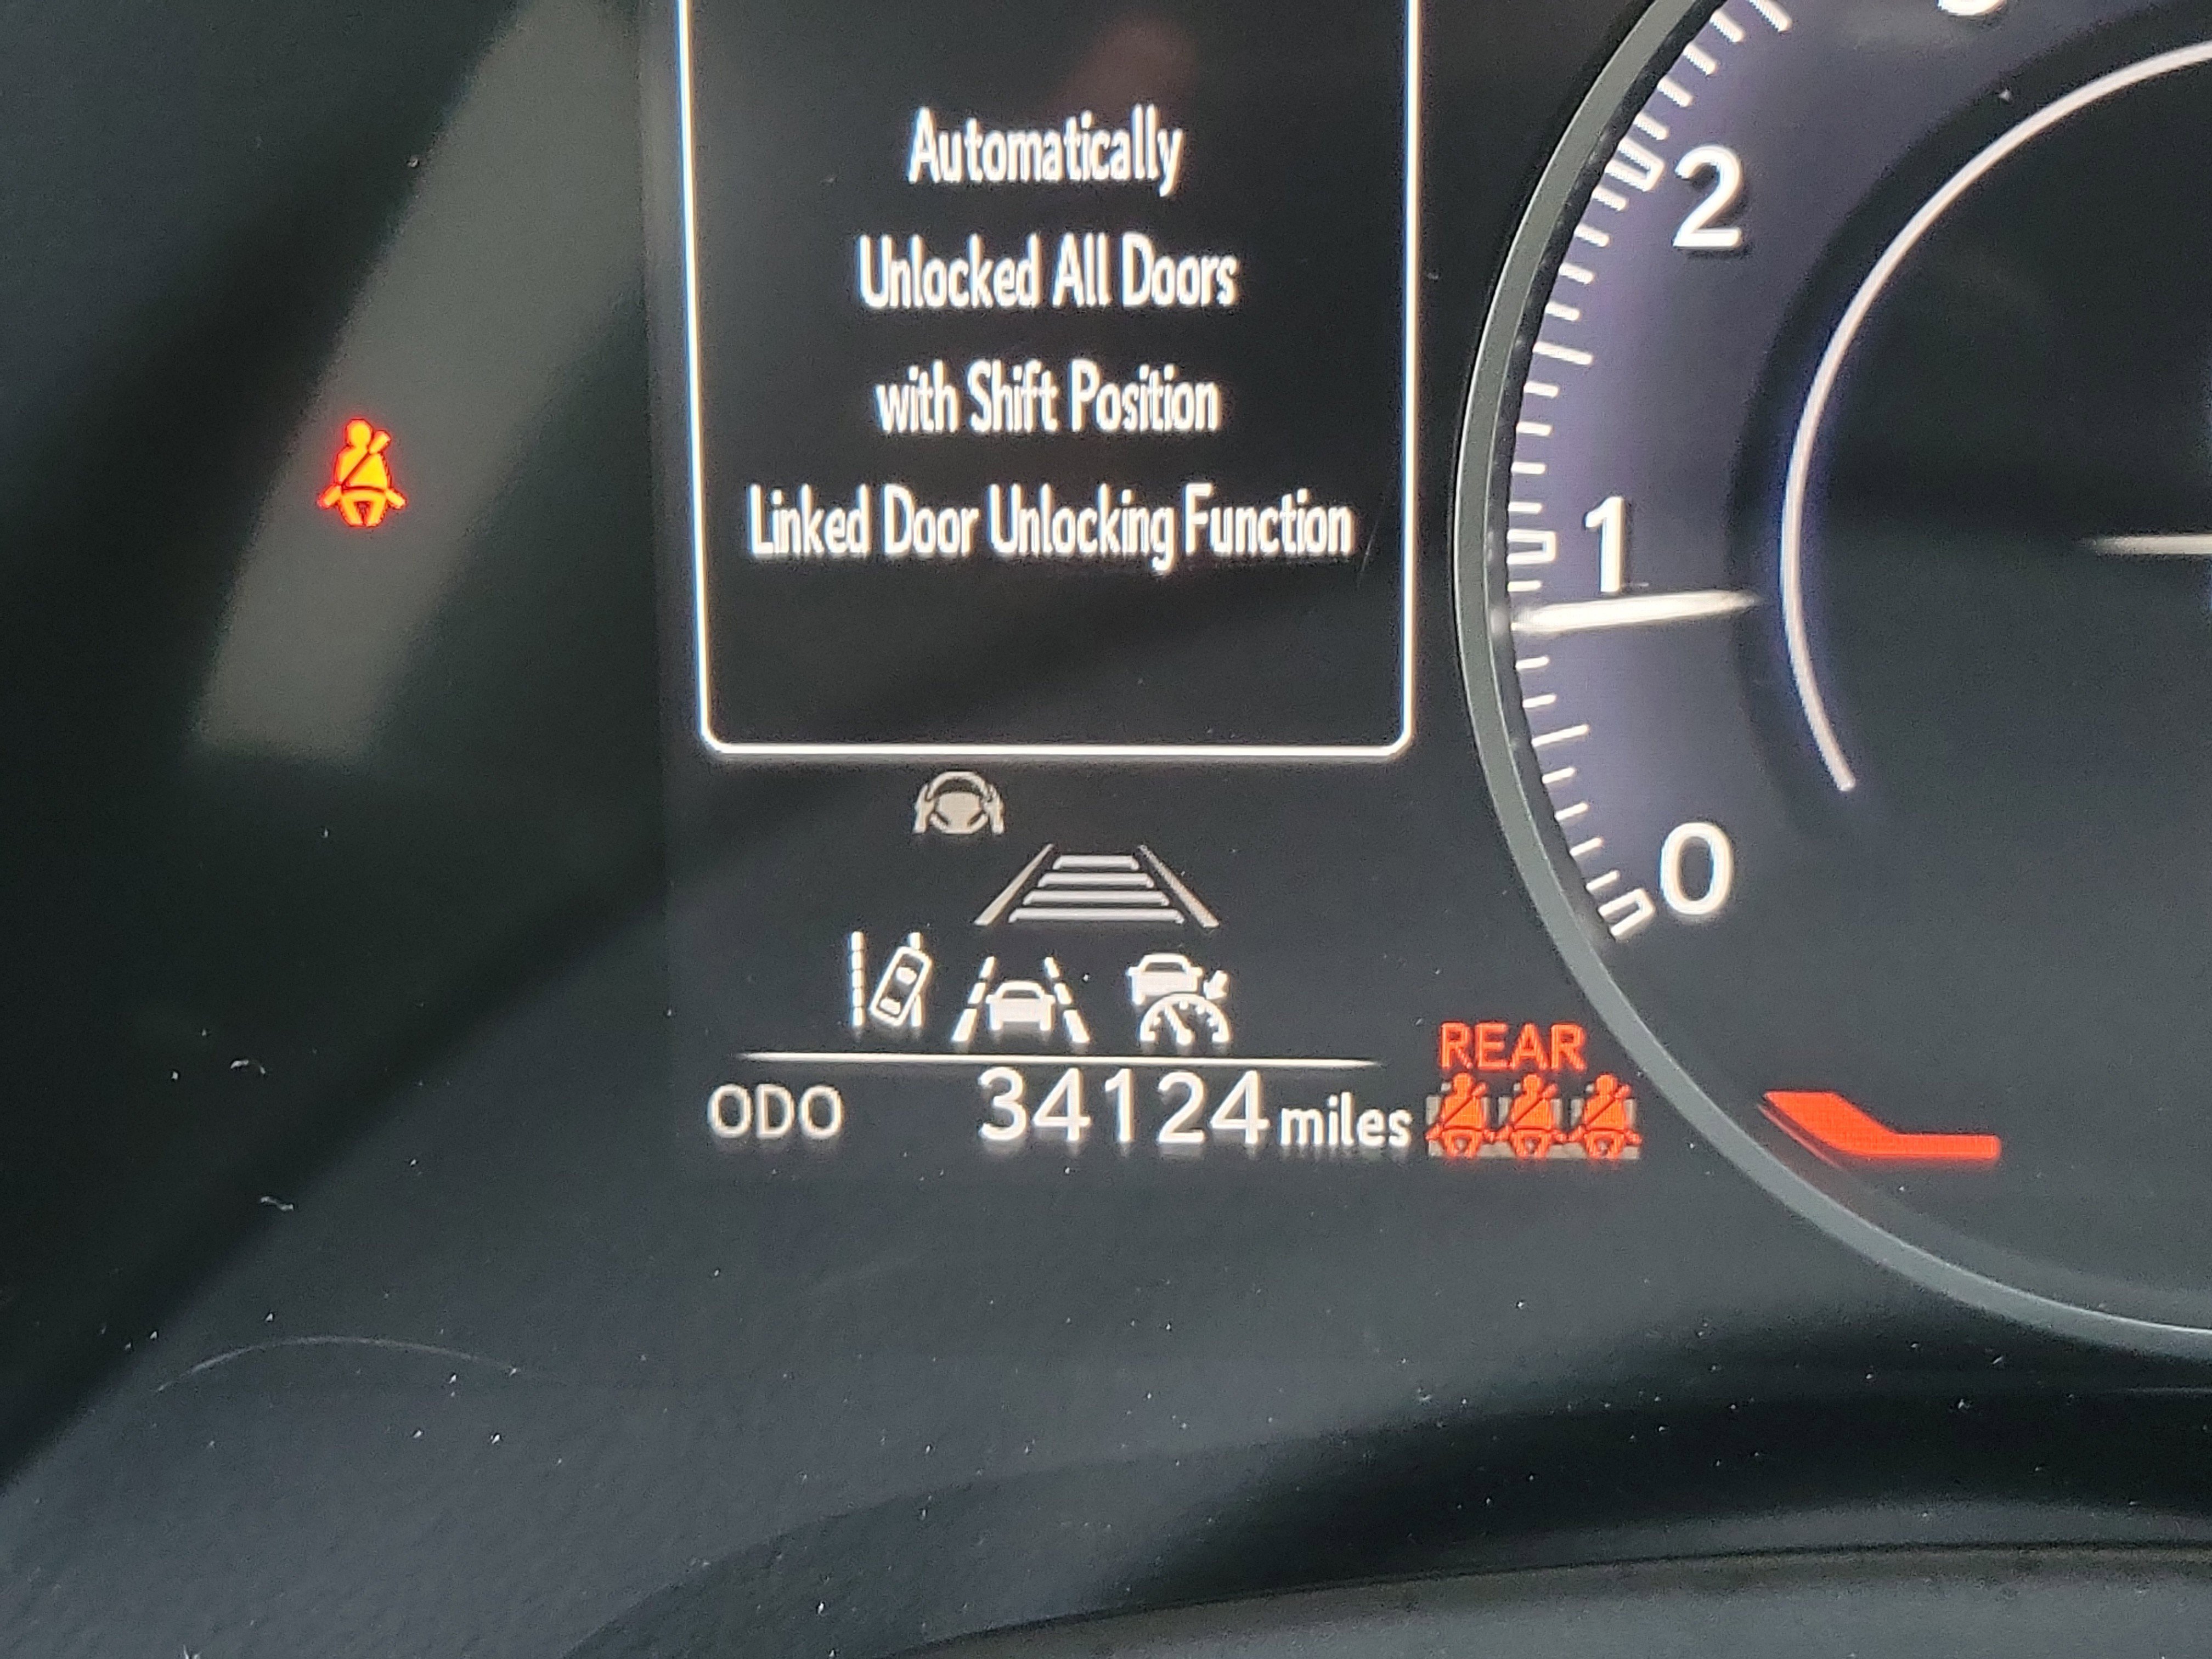 Automatically
Unlocked All Doors
with Shift Position
Linked Door Unlocking Function
2
1
0
REAR
ODO 34124 miles